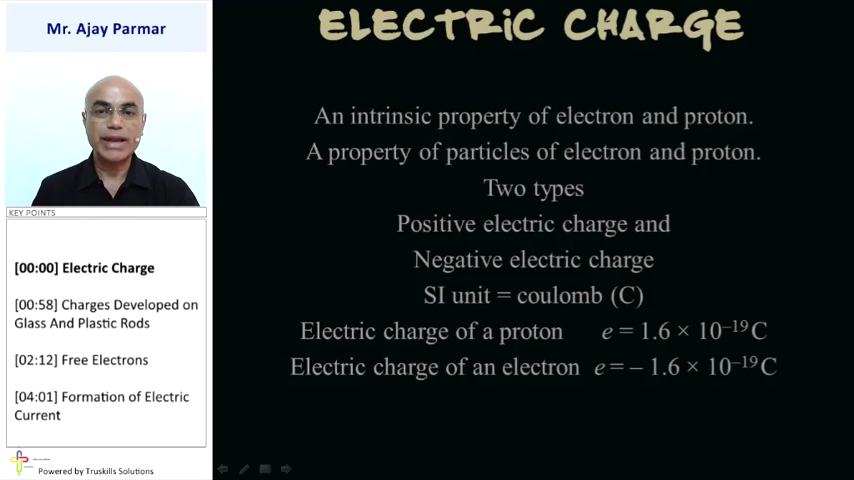 Mr. Ajay Parmar
KEY POINTS
[00:00] Electric Charge
[00:58] Charges Developed on
Glass And Plastic Rods
[02:12] Free Electrons
[04:01] Formation of Electric
Current
Powered by Truskills Solutions
ELECTRIC CHARGE
An intrinsic property of electron and proton.
A property of particles of electron and proton.
Two types
Positive electric charge and
Negative electric charge
SI unit = coulomb (C)
Electric charge of a proton e = 1.6 × 10⁻¹⁹ C
Electric charge of an electron e = – 1.6 × 10⁻¹⁹ C